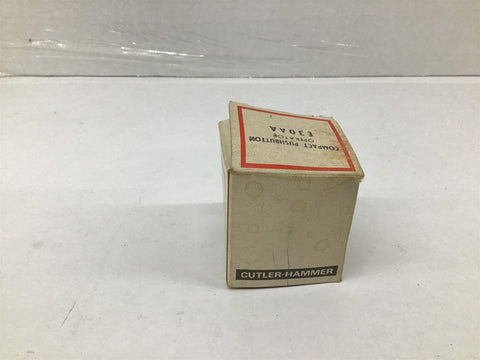 COMPACT PUSHBUTTON
OPERATOR
E30AA
CUTLER-HAMMER